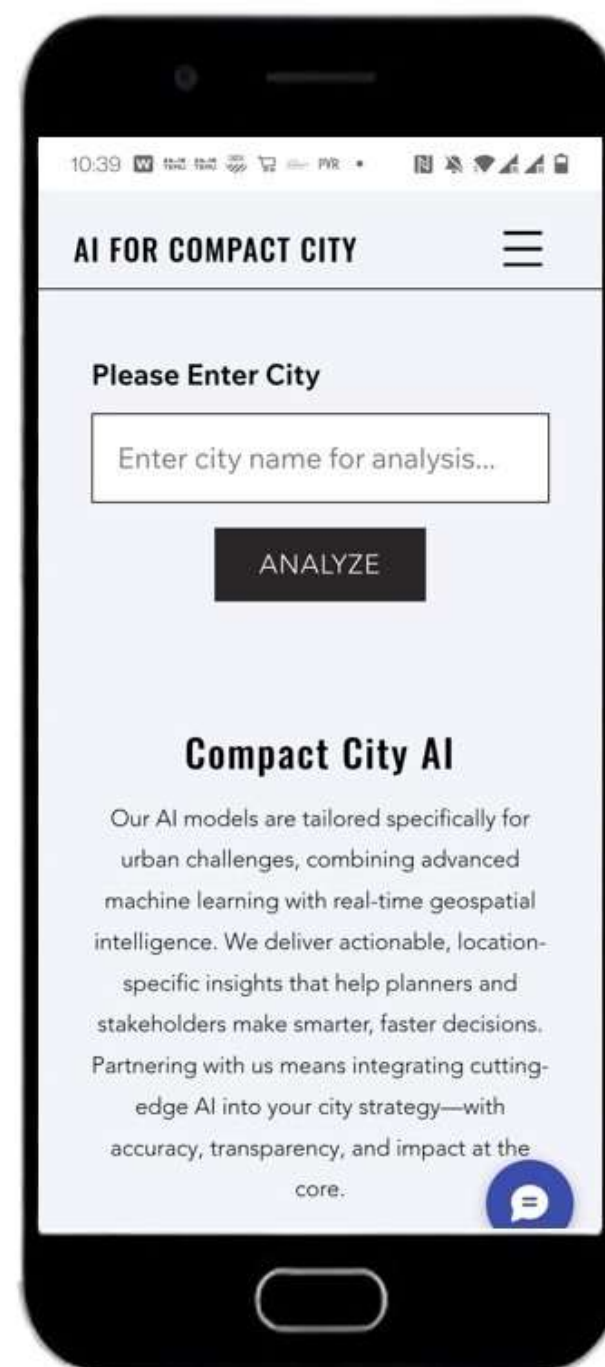 10:39 W PVR
AI FOR COMPACT CITY
Please Enter City
Enter city name for analysis...
ANALYZE
Compact City AI
Our AI models are tailored specifically for
urban challenges, combining advanced
machine learning with real-time geospatial
intelligence. We deliver actionable, location-
specific insights that help planners and
stakeholders make smarter, faster decisions.
Partnering with us means integrating cutting-
edge AI into your city strategy—with
accuracy, transparency, and impact at the
core.